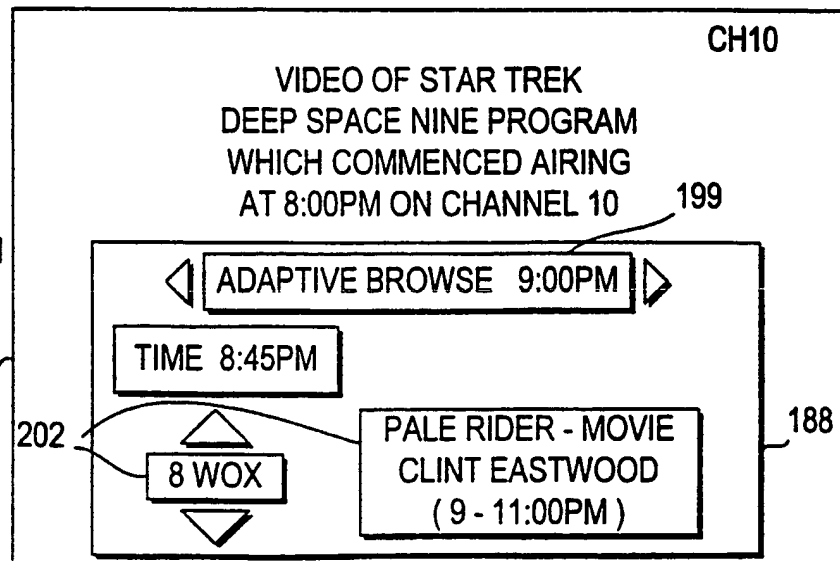 CH10
VIDEO OF STAR TREK
DEEP SPACE NINE PROGRAM
WHICH COMMENCED AIRING
AT 8:00PM ON CHANNEL 10
199
ADAPTIVE BROWSE 9:00PM
TIME 8:45PM
202
8 WOX
PALE RIDER - MOVIE
CLINT EASTWOOD
( 9 - 11:00PM )
188